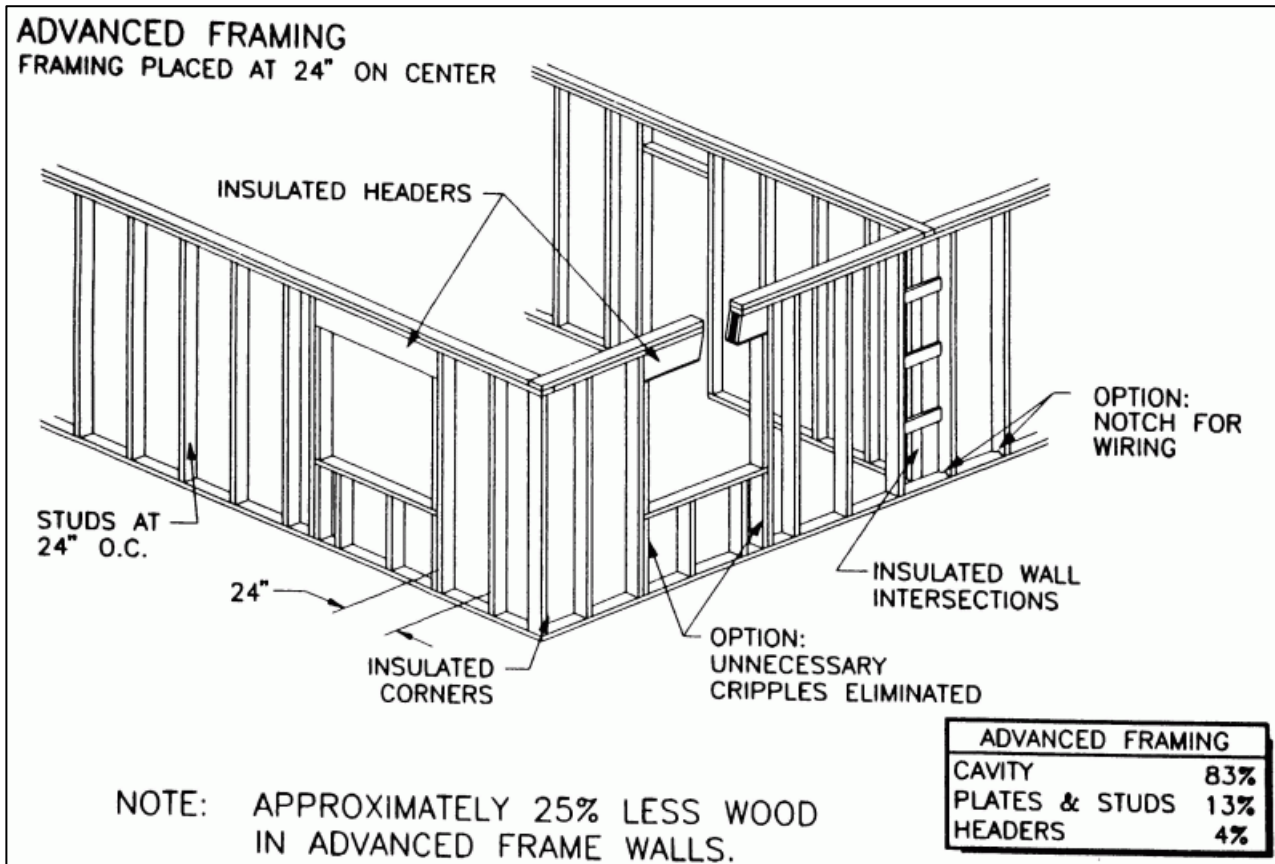 ADVANCED FRAMING
FRAMING PLACED AT 24" ON CENTER
INSULATED HEADERS
OPTION:
NOTCH FOR
WIRING
STUDS AT
24" O.C.
24"
INSULATED WALL
INTERSECTIONS
INSULATED
CORNERS
OPTION:
UNNECESSARY
CRIPPLES ELIMINATED
ADVANCED FRAMING
CAVITY 83%
PLATES & STUDS 13%
HEADERS 4%
NOTE: APPROXIMATELY 25% LESS WOOD
IN ADVANCED FRAME WALLS.